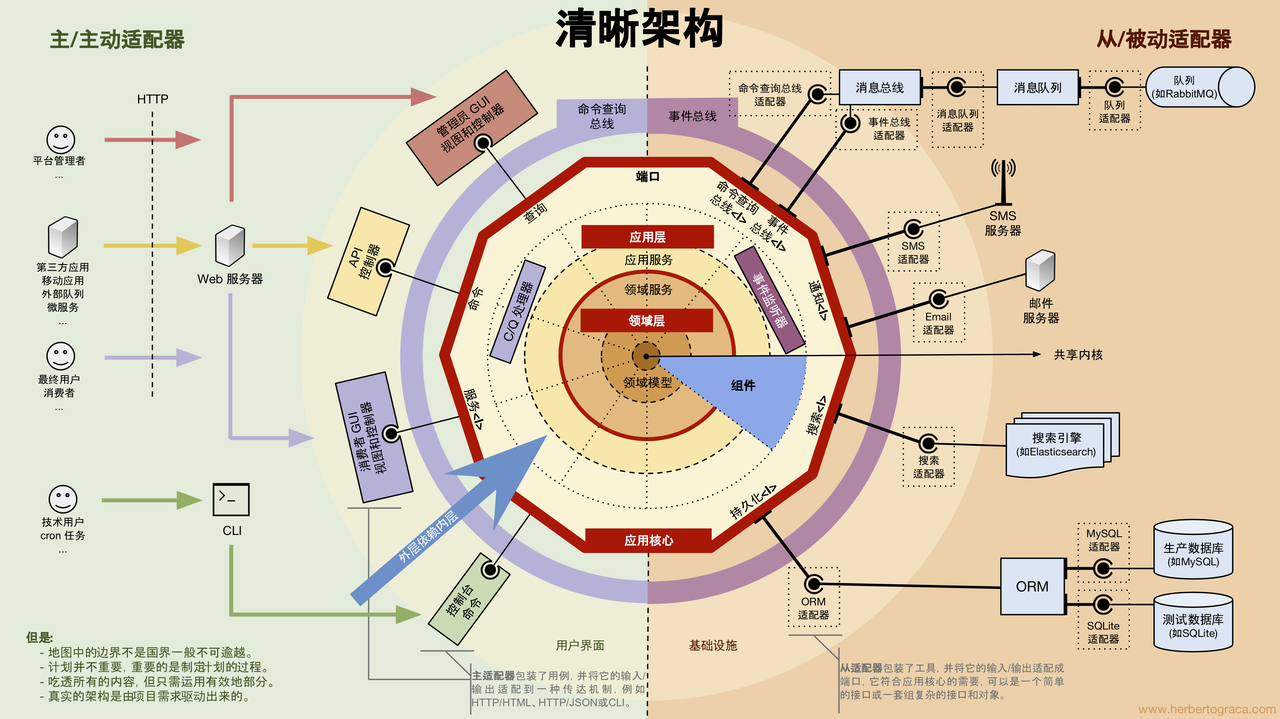 清晰架构
主/主动适配器
从/被动适配器
HTTP
平台管理者
...
第三方应用
移动应用
外部队列
微服务
...
最终用户
消费者
...
技术用户
cron 任务
...
Web 服务器
CLI
管理员 GUI
视图和控制器
API
控制器
消费者 GUI
视图和控制器
控制台
命令
命令查询
总线
事件总线
端口
查询
命令
服务</>
命令查询
总线</>
事件
总线</>
通知</>
搜索</>
持久化</>
应用层
应用服务
领域服务
领域层
领域模型
C/Q 处理器
事件监听器
组件
应用核心
外层依赖内层
共享内核
命令查询总线
适配器
消息总线
事件总线
适配器
消息队列
适配器
消息队列
队列
适配器
队列
(如RabbitMQ)
SMS
适配器
SMS
服务器
Email
适配器
邮件
服务器
搜索
适配器
搜索引擎
(如Elasticsearch)
ORM
适配器
ORM
MySQL
适配器
生产数据库
(如MySQL)
SQLite
适配器
测试数据库
(如SQLite)
用户界面
基础设施
但是:
- 地图中的边界不是国界一般不可逾越。
- 计划并不重要, 重要的是制定计划的过程。
- 吃透所有的内容, 但只需运用有效地部分。
- 真实的架构是由项目需求驱动出来的。
主适配器包装了用例, 并将它的输入/
输出适配到一种传达机制, 例如
HTTP/HTML、HTTP/JSON或CLI。
从适配器包装了工具, 并将它的输入/输出适配成
端口, 它符合应用核心的需要, 可以是一个简单
的接口或一套组复杂的接口和对象。
www.herbertograca.com